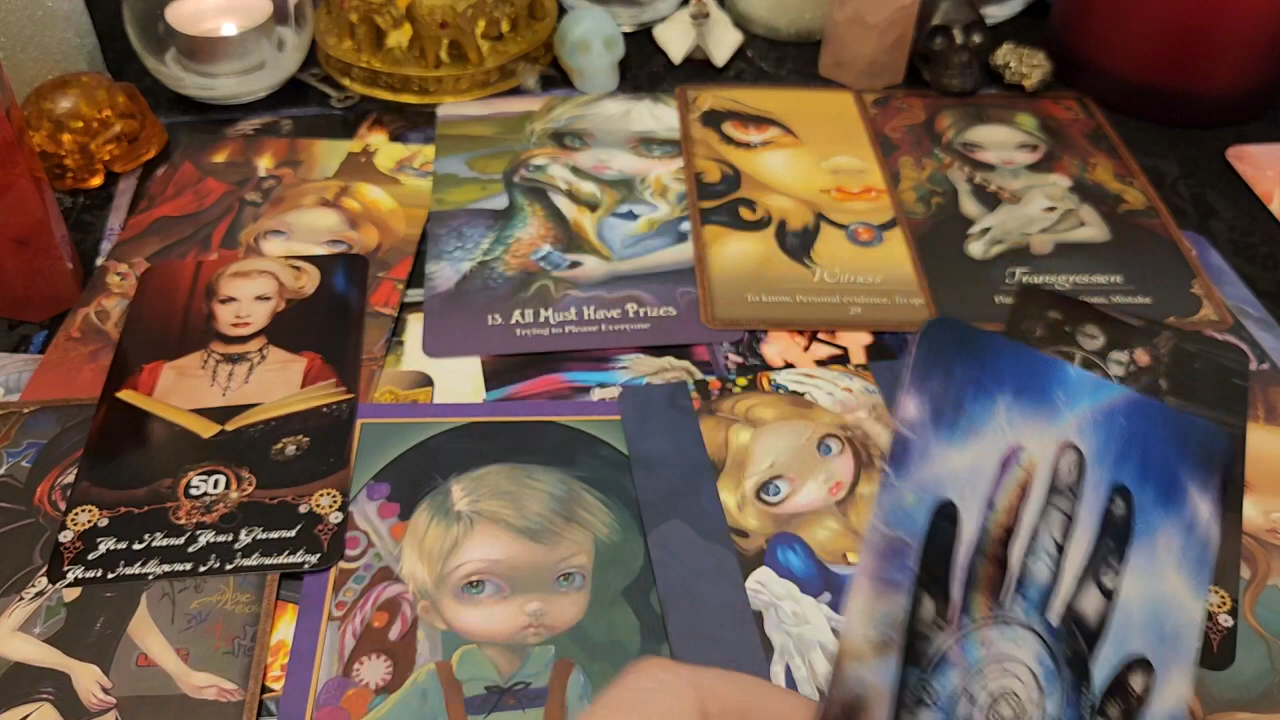 13. All Must Have Prizes
Trying to Please Everyone
Witness
To know, Personal evidence, To
29
Transgression
Mistake
50
You Stand Your Ground
Your Intelligence Is Intimidating